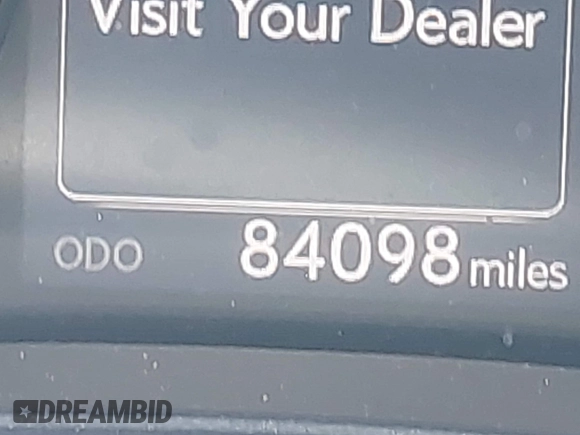 Visit Your Dealer
ODO 84098 miles
DREAMBID